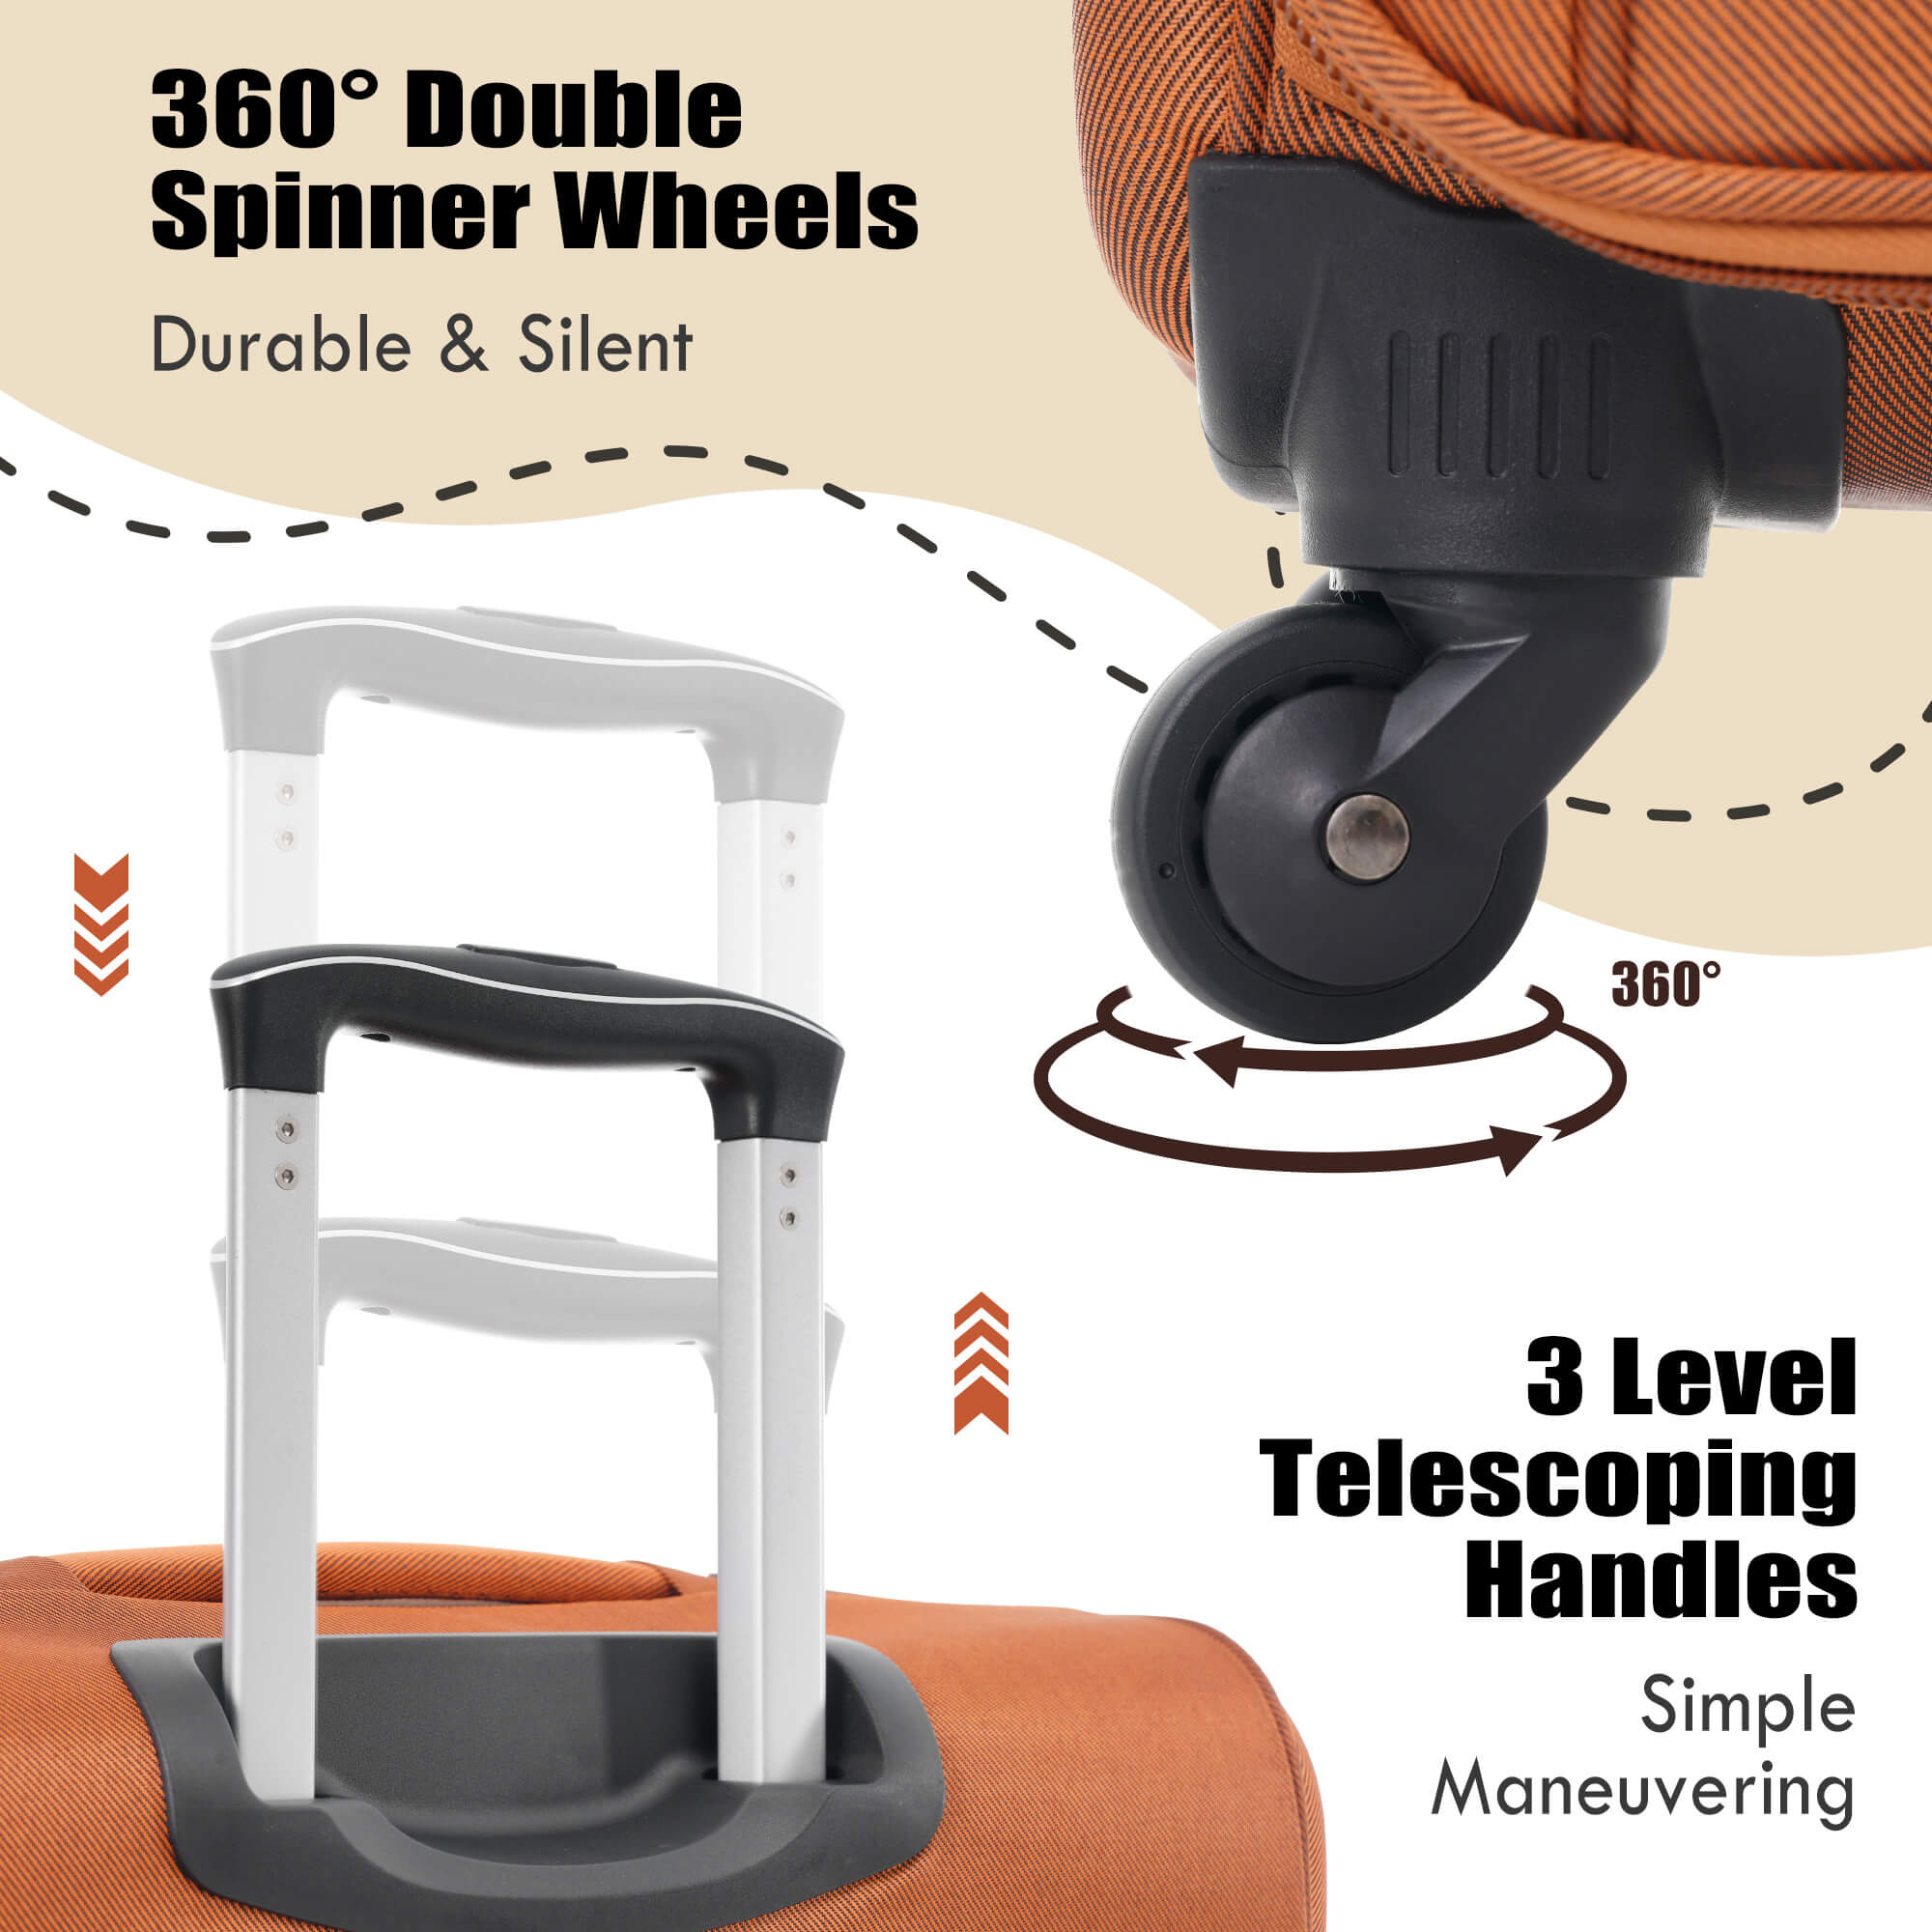 360° Double
Spinner Wheels
Durable & Silent
360°
3 Level
Telescoping
Handles
Simple
Maneuvering